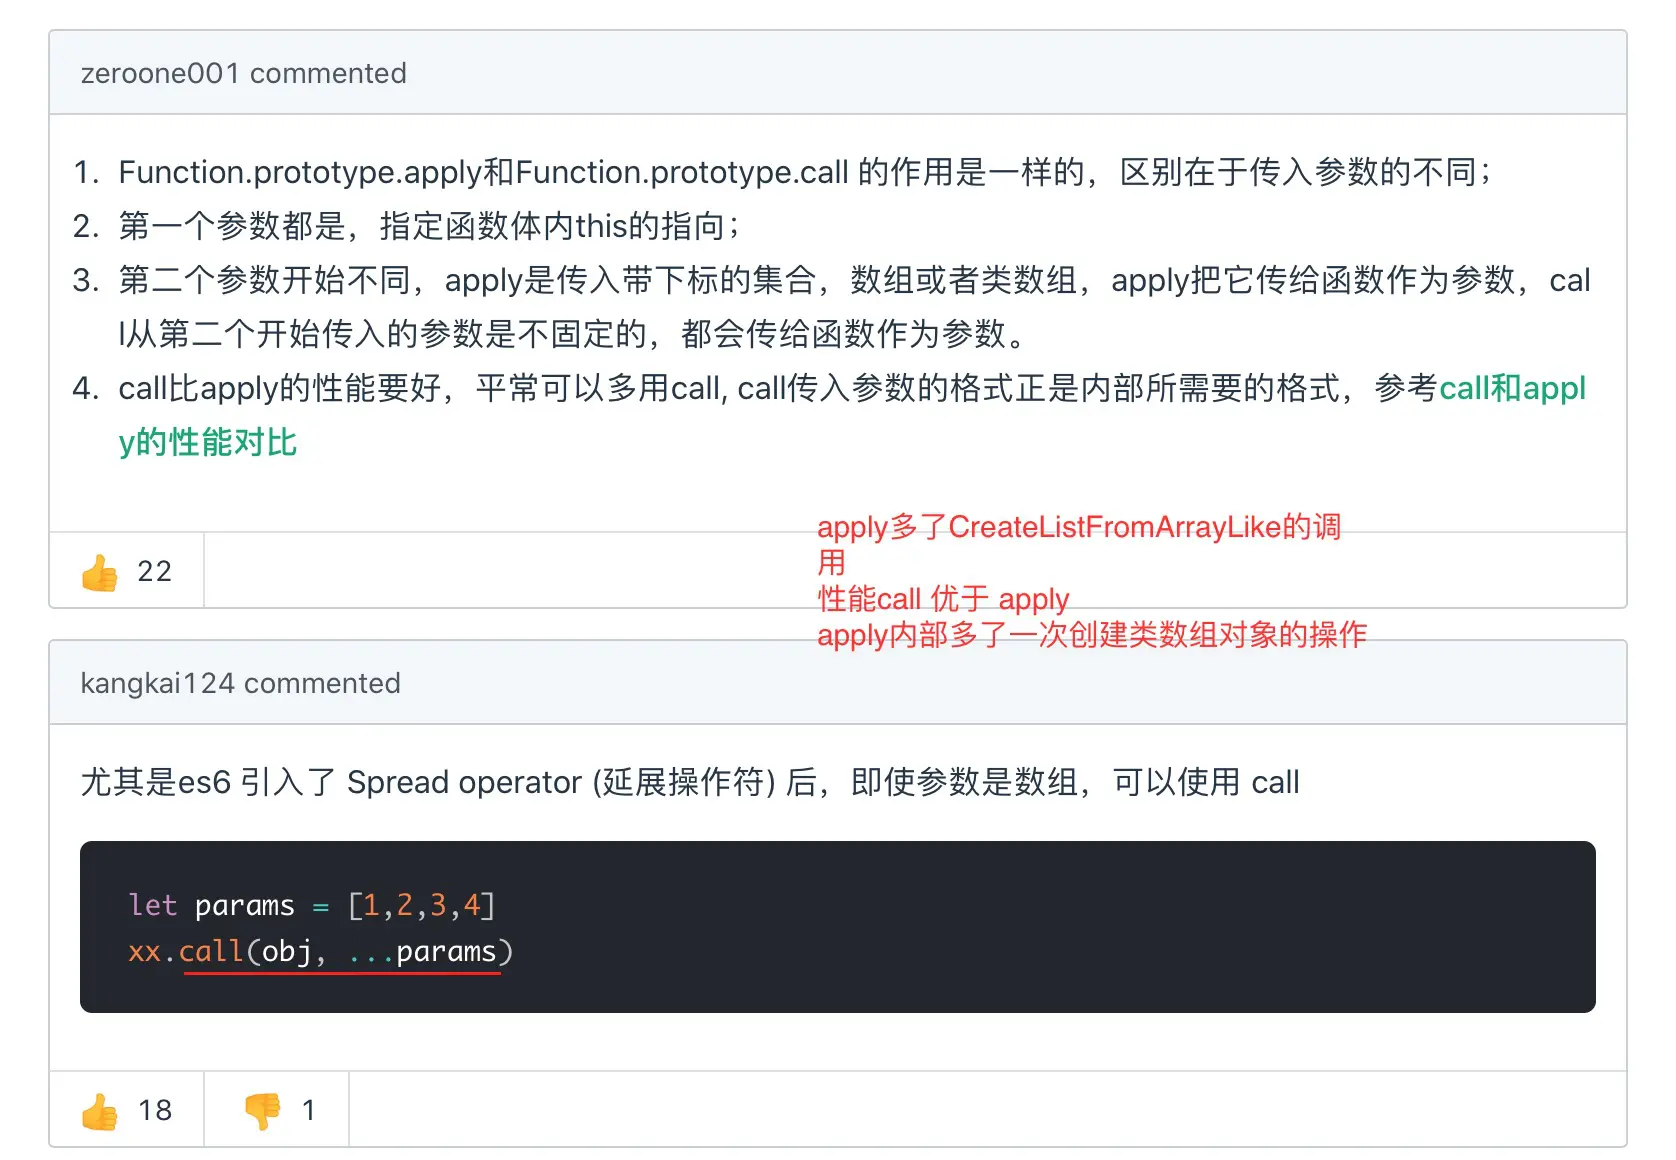 zeroone001 commented
1. Function.prototype.apply和Function.prototype.call 的作用是一样的，区别在于传入参数的不同；
2. 第一个参数都是，指定函数体内this的指向；
3. 第二个参数开始不同，apply是传入带下标的集合，数组或者类数组，apply把它传给函数作为参数，cal
l从第二个开始传入的参数是不固定的，都会传给函数作为参数。
4. call比apply的性能要好，平常可以多用call, call传入参数的格式正是内部所需要的格式，参考call和appl
y的性能对比
apply多了CreateListFromArrayLike的调
用
性能call 优于 apply
apply内部多了一次创建类数组对象的操作
👍 22
kangkai124 commented
尤其是es6 引入了 Spread operator (延展操作符) 后，即使参数是数组，可以使用 call
let params = [1,2,3,4]
xx.call(obj, ...params)
👍 18 👎 1